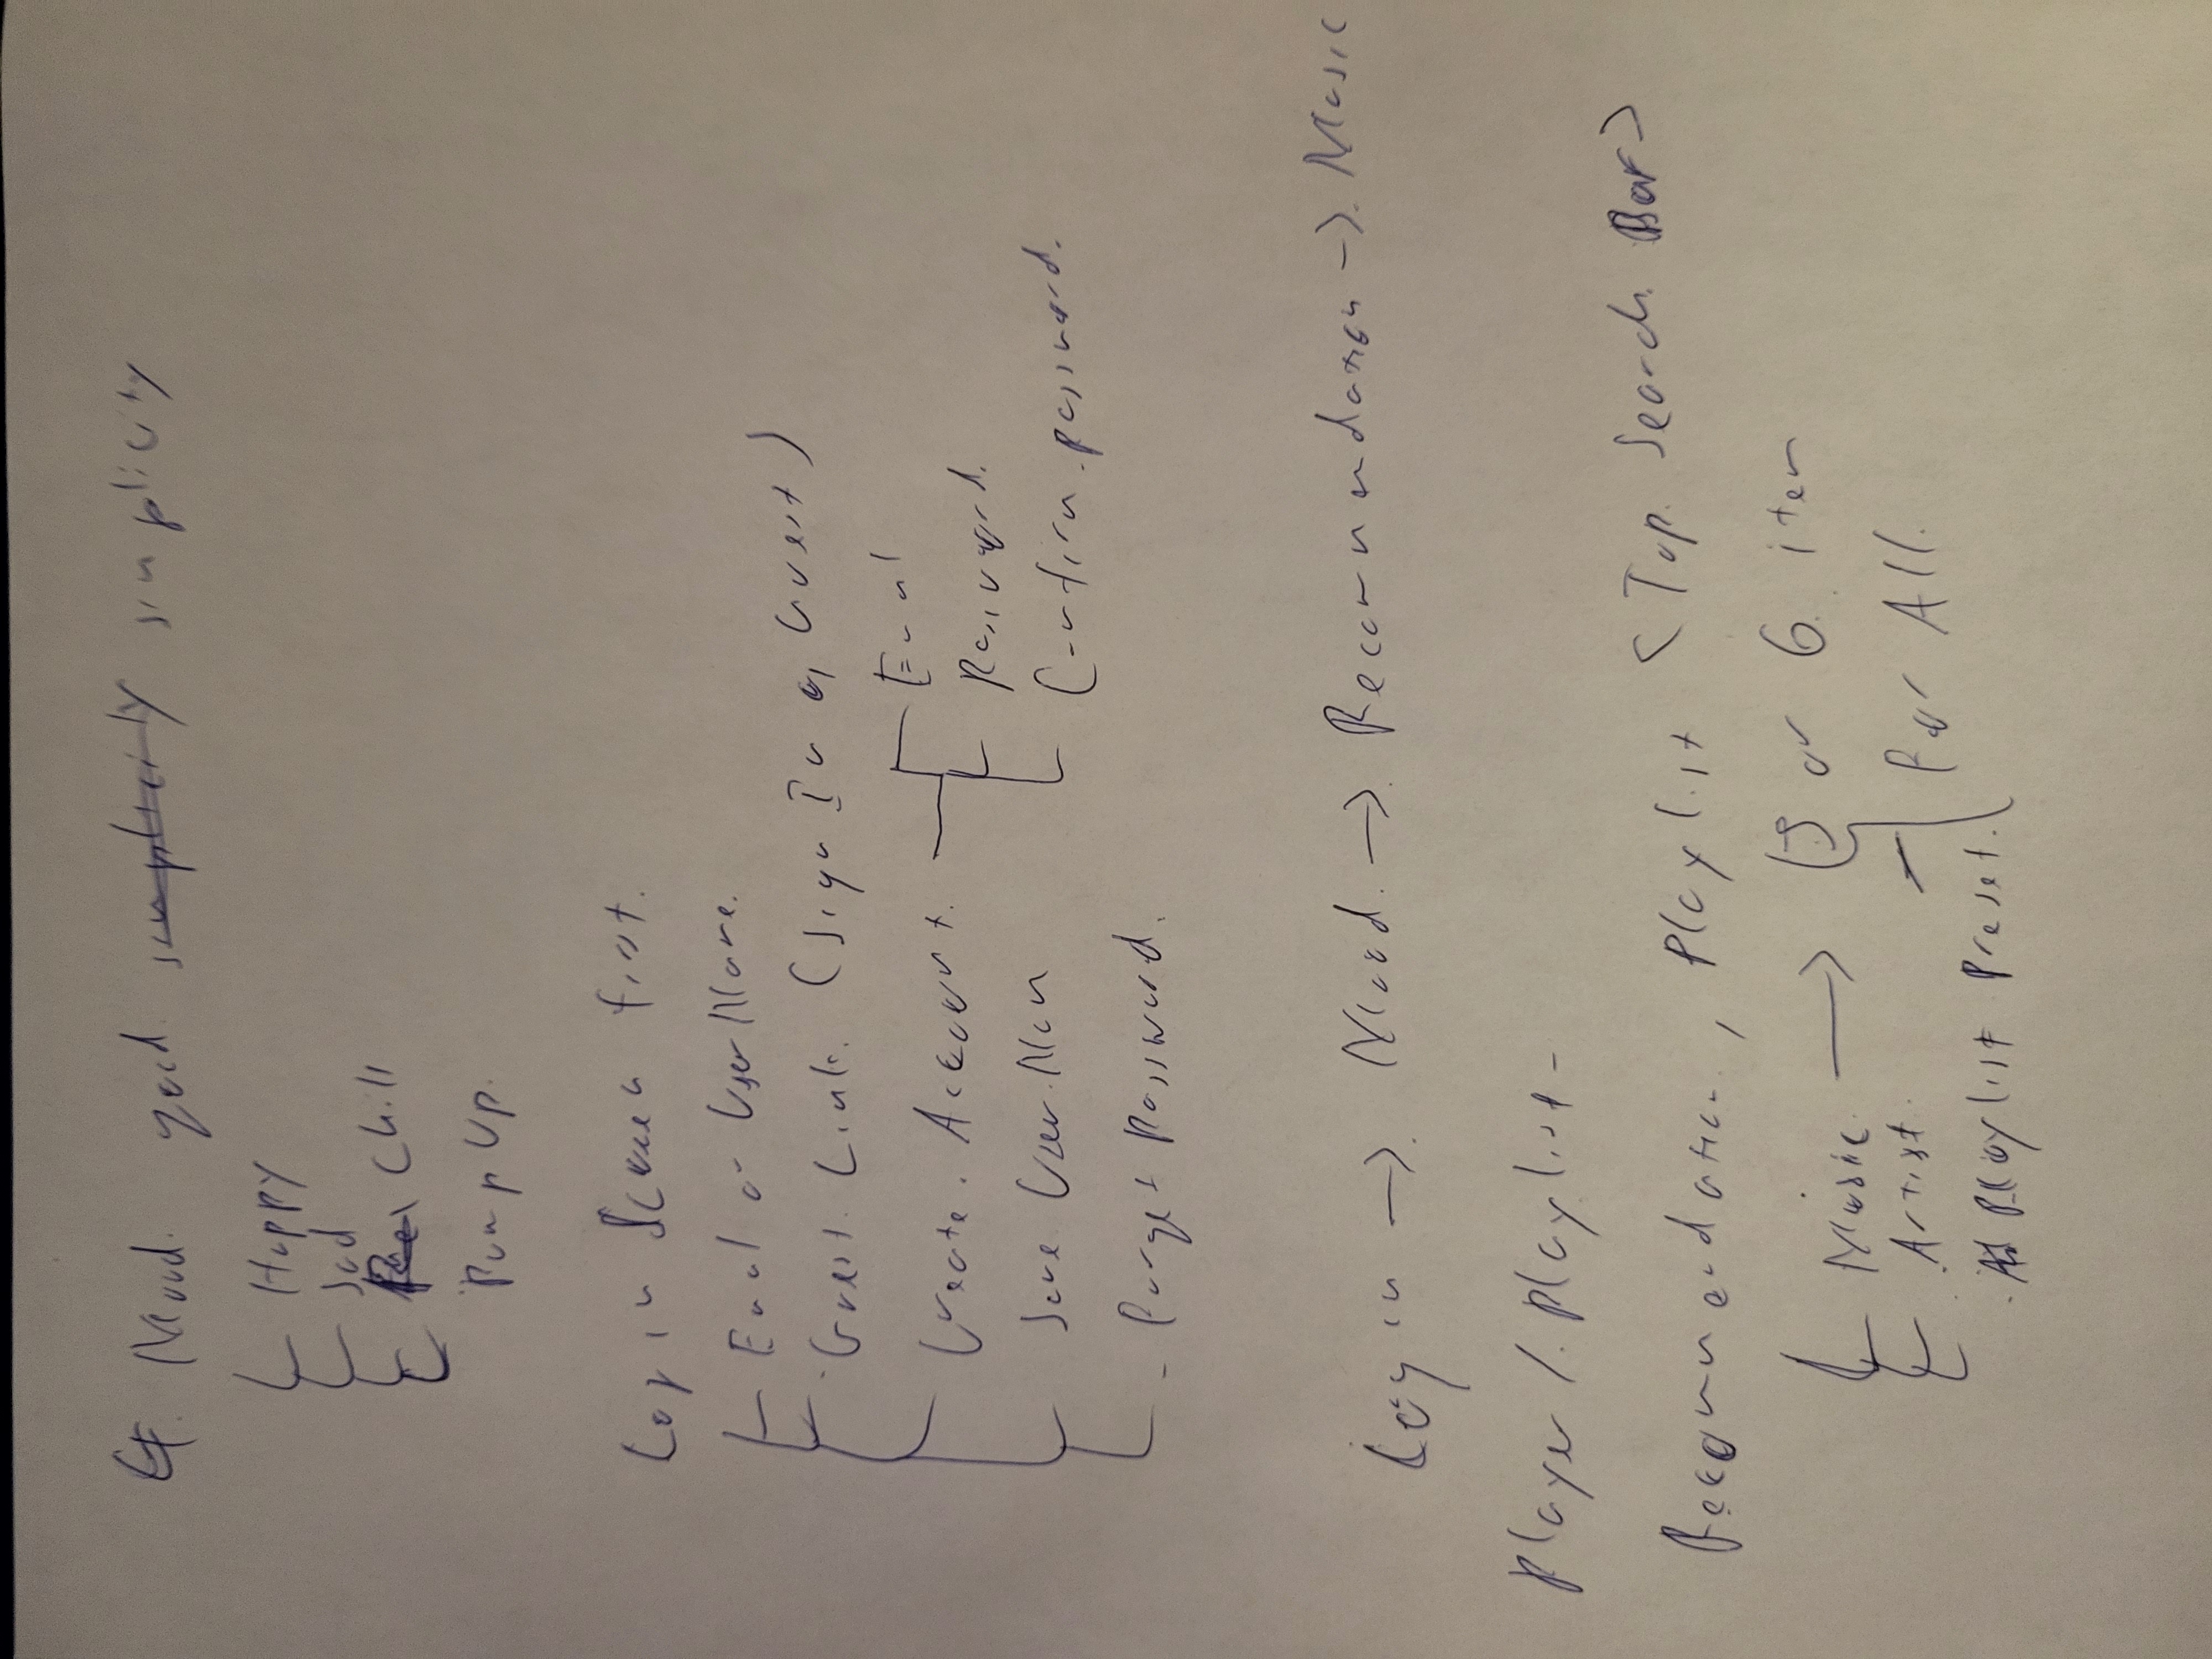 4. Mood. good. simplicity simplicity
Happy
Sad
Chill
Pump Up.
Log in Screen first.
Email or UserName.
Guest Link. (Sign In as Guest)
Create. Account.
Email
Password.
Confirm password.
Save User Nam
- Forget Password.
Log in -> Mood. -> Recommendation -> Music
Player / Playlist -
Recommendation, Playlist <Top. Search. Bar>
Music -> 5 or 6. item
Artist.
For All.
Playlist Preset.